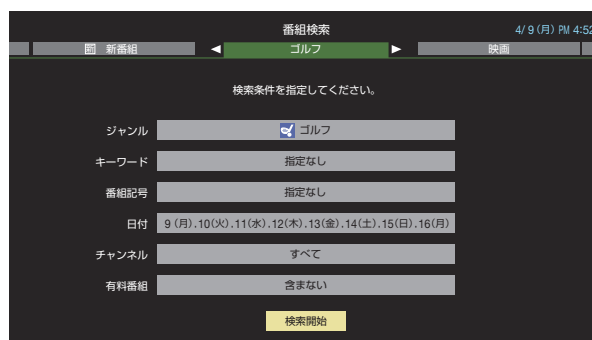 番組検索
4/ 9(月) PM 4:52
新番組
◀ ゴルフ ▶
映画
検索条件を指定してください。
ジャンル ゴルフ
キーワード 指定なし
番組記号 指定なし
日付 9(月).10(火).11(水).12(木).13(金).14(土).15(日).16(月)
チャンネル すべて
有料番組 含まない
検索開始